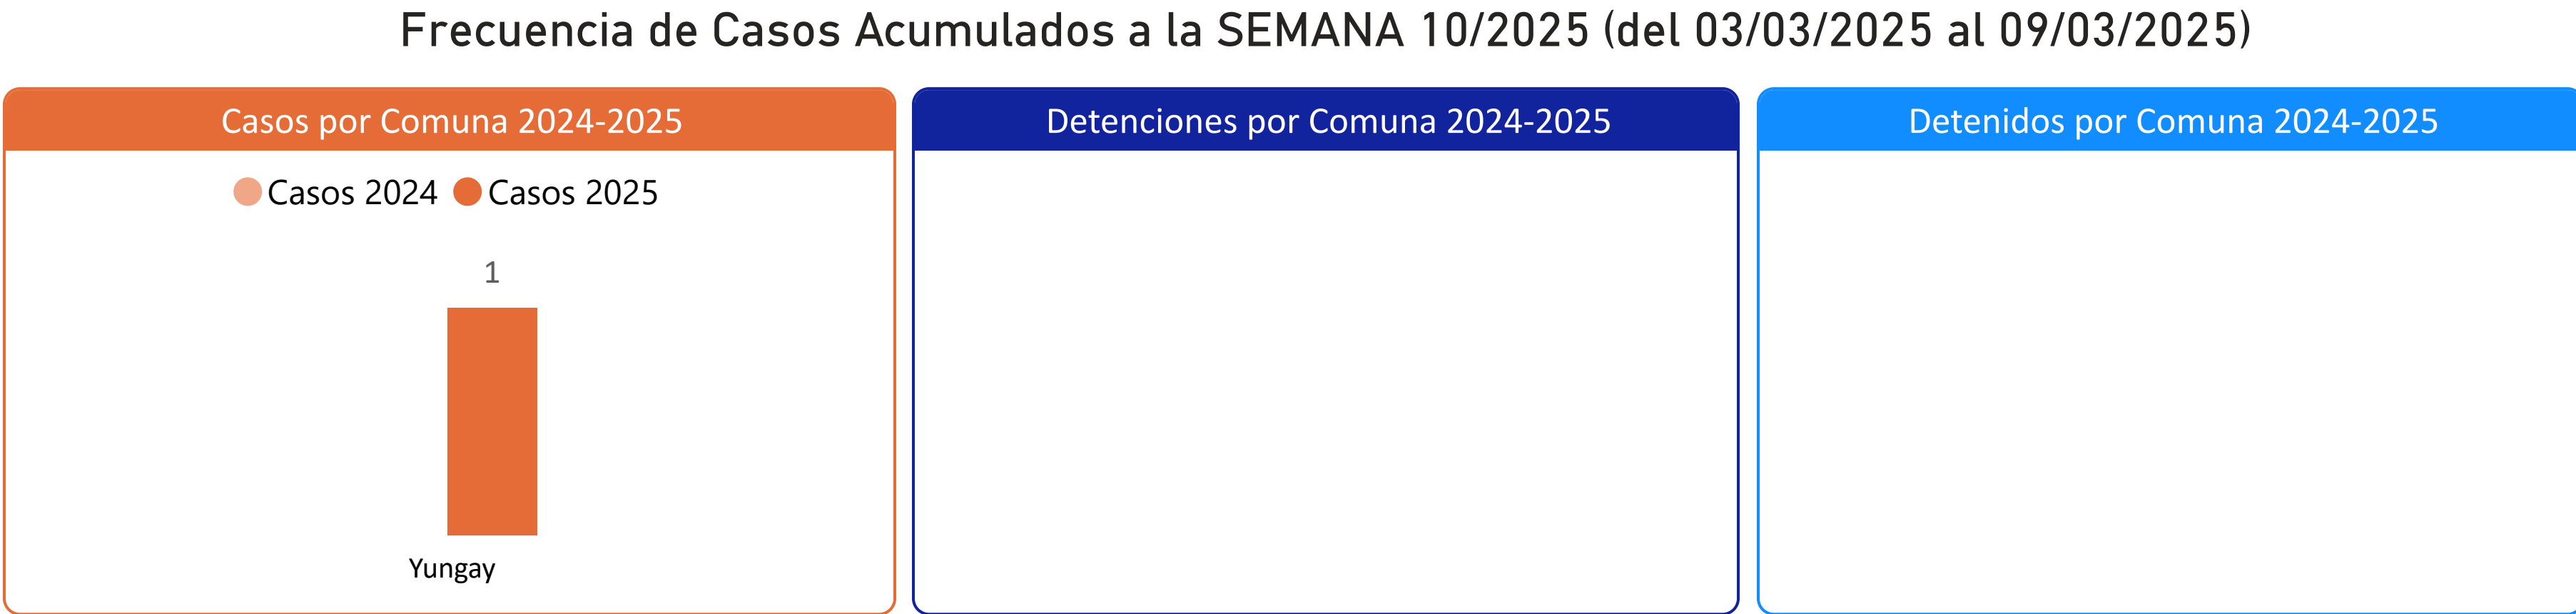 Frecuencia de Casos Acumulados a la SEMANA 10/2025 (del 03/03/2025 al 09/03/2025)
Casos por Comuna 2024-2025
Casos 2024 Casos 2025
1
Yungay
Detenciones por Comuna 2024-2025
Detenidos por Comuna 2024-2025